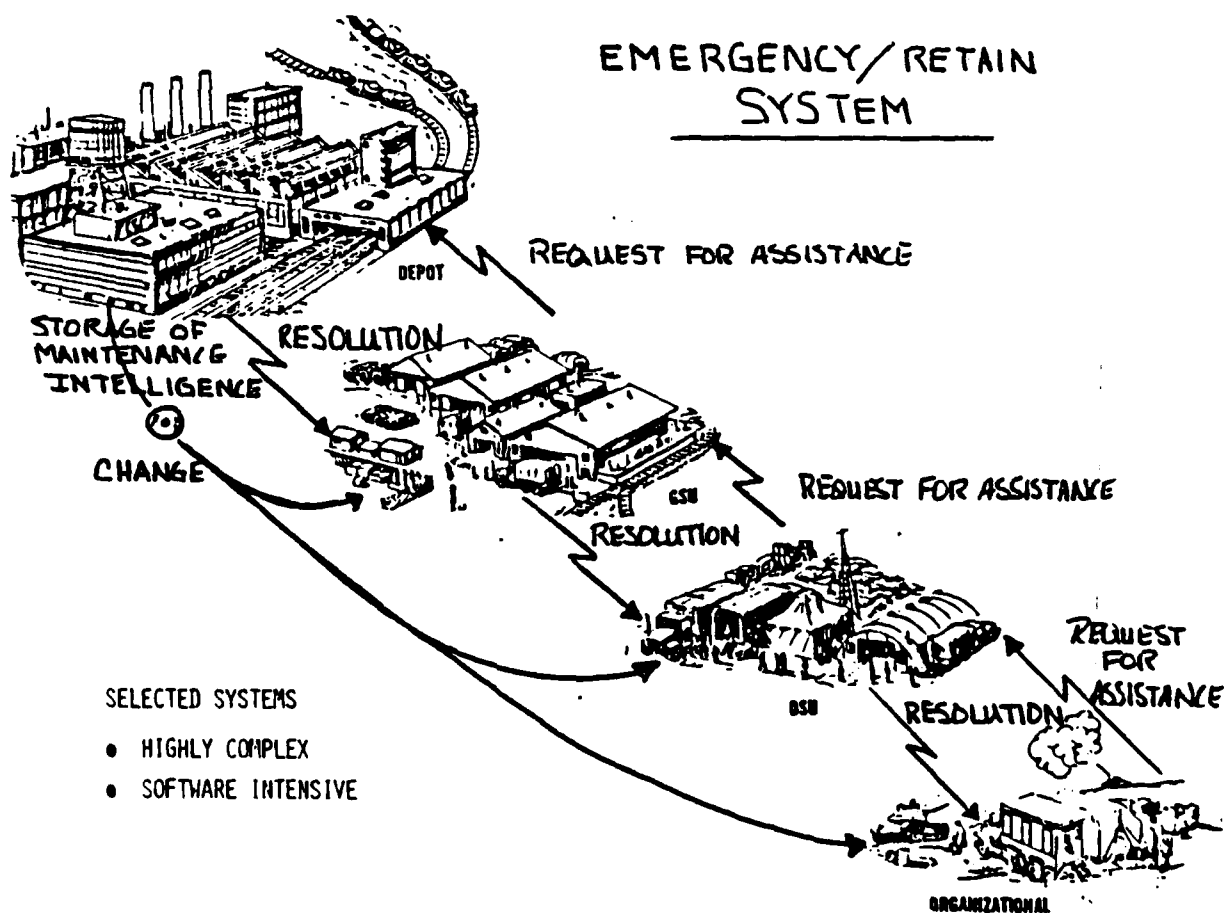 EMERGENCY/RETAIN
SYSTEM
REQUEST FOR ASSISTANCE
DEPOT
STORAGE OF
MAINTENANCE
INTELLIGENCE
RESOLUTION
CHANGE
GSU
REQUEST FOR ASSISTANCE
RESOLUTION
REQUEST
FOR
ASSISTANCE
DSU
RESOLUTION
SELECTED SYSTEMS
• HIGHLY COMPLEX
• SOFTWARE INTENSIVE
ORGANIZATIONAL